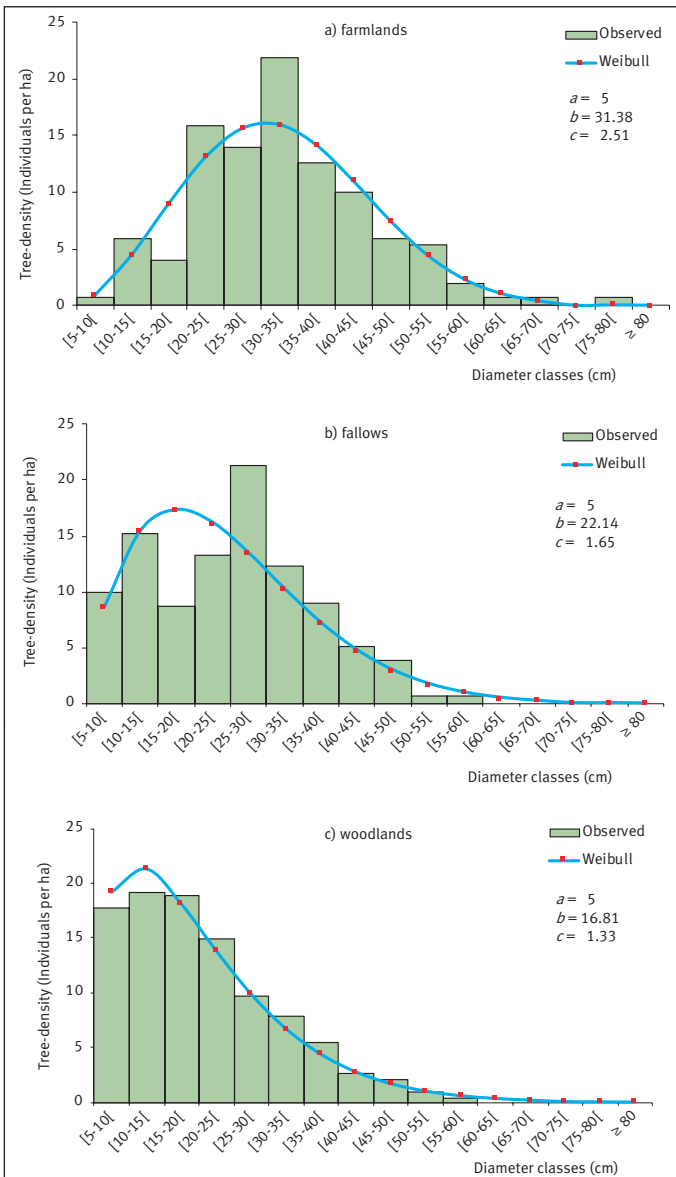 a) farmlands
Observed
Weibull
a = 5
b = 31.38
c = 2.51
Tree-density (Individuals per ha)
25
20
15
10
5
0
[5-10[
[10-15[
[15-20[
[20-25[
[25-30[
[30-35[
[35-40[
[40-45[
[45-50[
[50-55[
[55-60[
[60-65[
[65-70[
[70-75[
[75-80[
≥ 80
Diameter classes (cm)
b) fallows
Observed
Weibull
a = 5
b = 22.14
c = 1.65
Tree-density (Individuals per ha)
25
20
15
10
5
0
[5-10[
[10-15[
[15-20[
[20-25[
[25-30[
[30-35[
[35-40[
[40-45[
[45-50[
[50-55[
[55-60[
[60-65[
[65-70[
[70-75[
[75-80[
≥ 80
Diameter classes (cm)
c) woodlands
Observed
Weibull
a = 5
b = 16.81
c = 1.33
Tree-density (Indviduals per ha)
25
20
15
10
5
0
[5-10[
[10-15[
[15-20[
[20-25[
[25-30[
[30-35[
[35-40[
[40-45[
[45-50[
[50-55[
[55-60[
[60-65[
[65-70[
[70-75[
[75-80[
≥ 80
Diameter classes (cm)